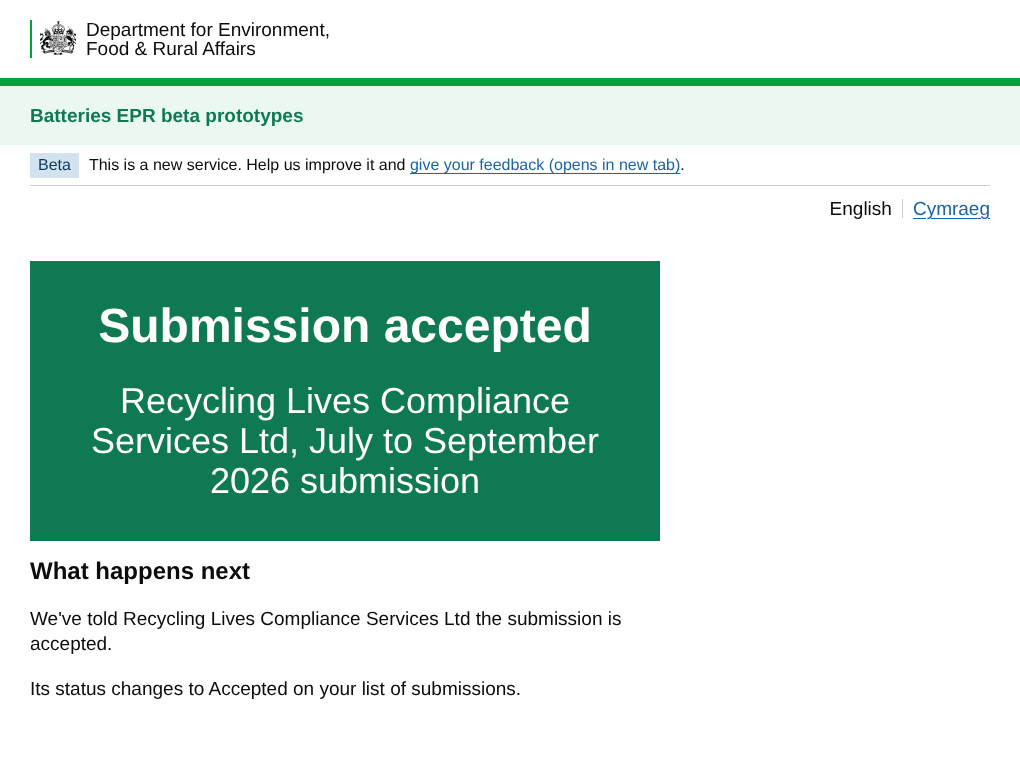 Department for Environment,
Food & Rural Affairs
Batteries EPR beta prototypes
Beta This is a new service. Help us improve it and give your feedback (opens in new tab).
English Cymraeg
Submission accepted
Recycling Lives Compliance
Services Ltd, July to September
2026 submission
What happens next
We've told Recycling Lives Compliance Services Ltd the submission is
accepted.
Its status changes to Accepted on your list of submissions.